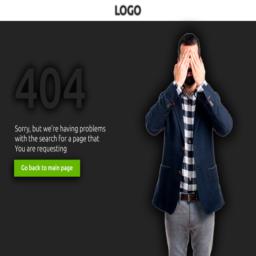 LOGO
404
Sorry, but we're having problems
with the search for a page that
You are requesting
Go back to main page